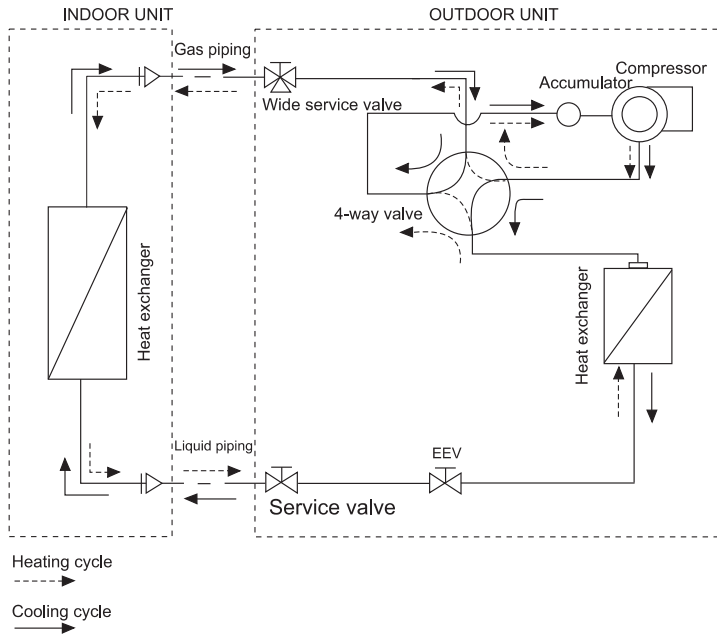 INDOOR UNIT
OUTDOOR UNIT
Gas piping
Compressor
Accumulator
Wide service valve
4-way valve
Heat exchanger
Heat exchanger
Liquid piping
EEV
Service valve
Heating cycle
Cooling cycle